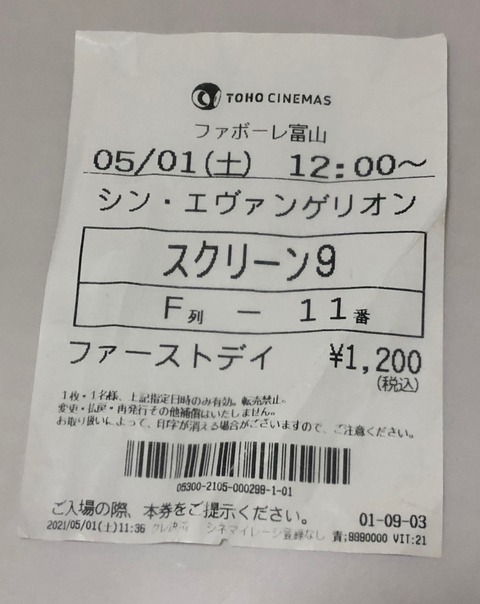 TOHO CINEMAS
ファボーレ富山
05/01(土) 12:00〜
シン・エヴァンゲリオン
スクリーン9
F列 − 11番
ファーストデイ ¥1,200
(税込)
1枚・1名様、上記指定日時のみ有効。転売禁止。
変更・払戻・再発行その他補償はいたしません。
お取り扱いによって、印字が消える場合がございますので、ご注意ください。
05300-2105-000299-1-01
ご入場の際、本券をご提示ください。 01-09-03
2021/05/01(土)11:36 シネマイレージ登録なし 青;9990000 VIT:21